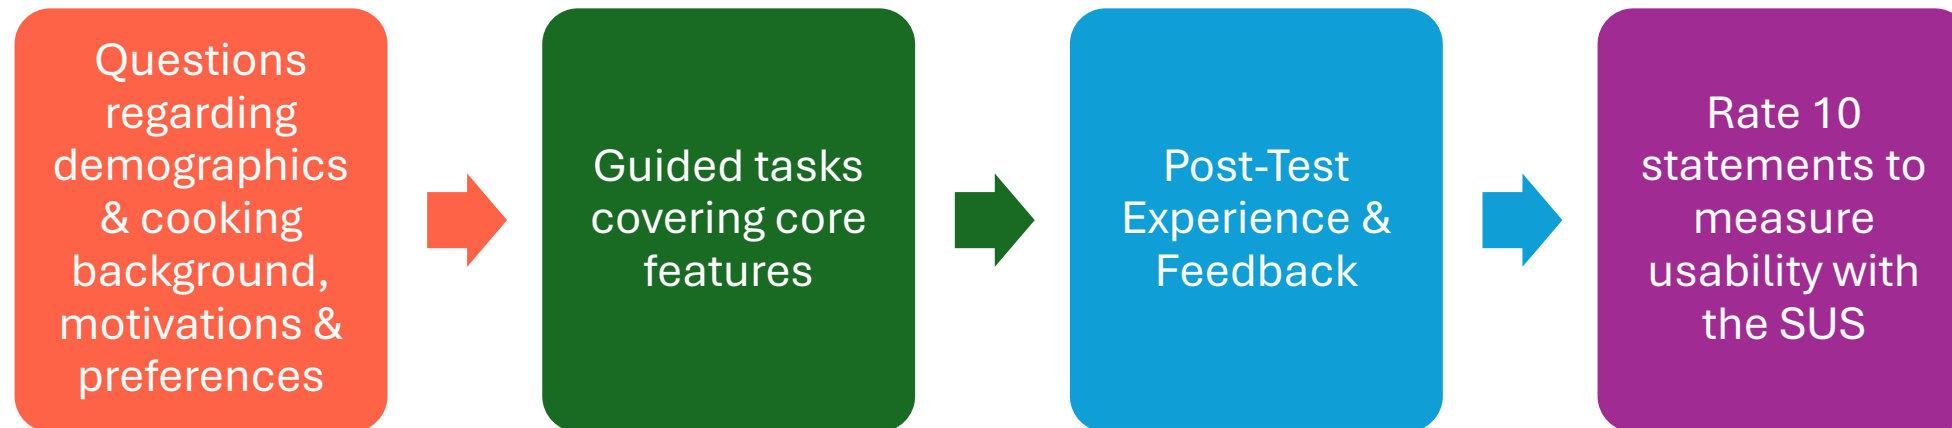 Questions
regarding
demographics
& cooking
background,
motivations &
preferences
Guided tasks
covering core
features
Post-Test
Experience &
Feedback
Rate 10
statements to
measure
usability with
the SUS